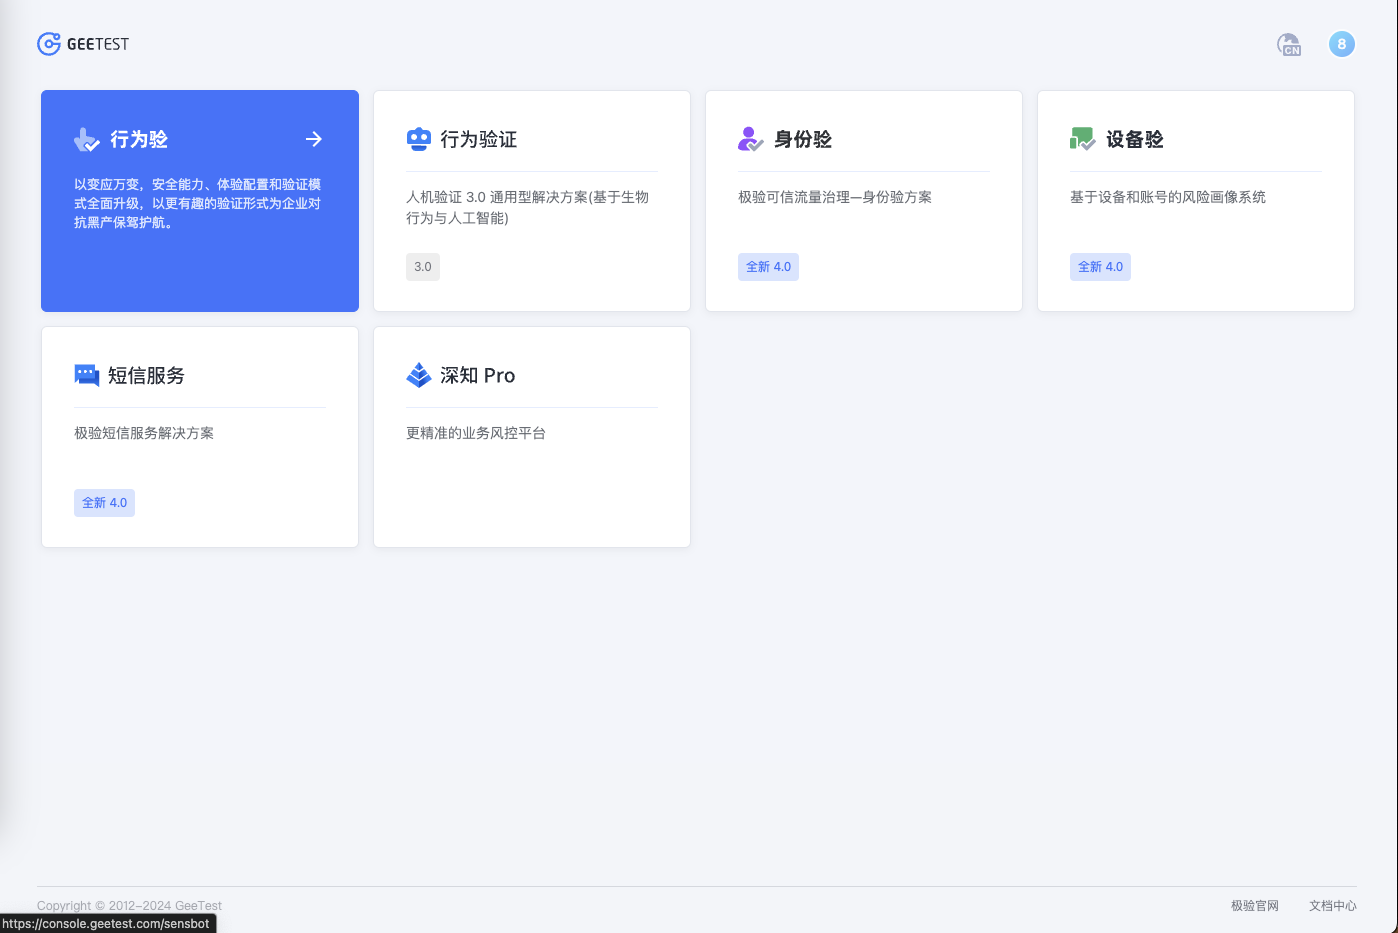 GEETEST
CN
8
行为验
以变应万变，安全能力、体验配置和验证模
式全面升级，以更有趣的验证形式为企业对
抗黑产保驾护航。
行为验证
人机验证 3.0 通用型解决方案(基于生物
行为与人工智能)
3.0
身份验
极验可信流量治理—身份验方案
全新 4.0
设备验
基于设备和账号的风险画像系统
全新 4.0
短信服务
极验短信服务解决方案
全新 4.0
深知 Pro
更精准的业务风控平台
Copyright © 2012-2024 GeeTest
极验官网
文档中心
https://console.geetest.com/sensbot